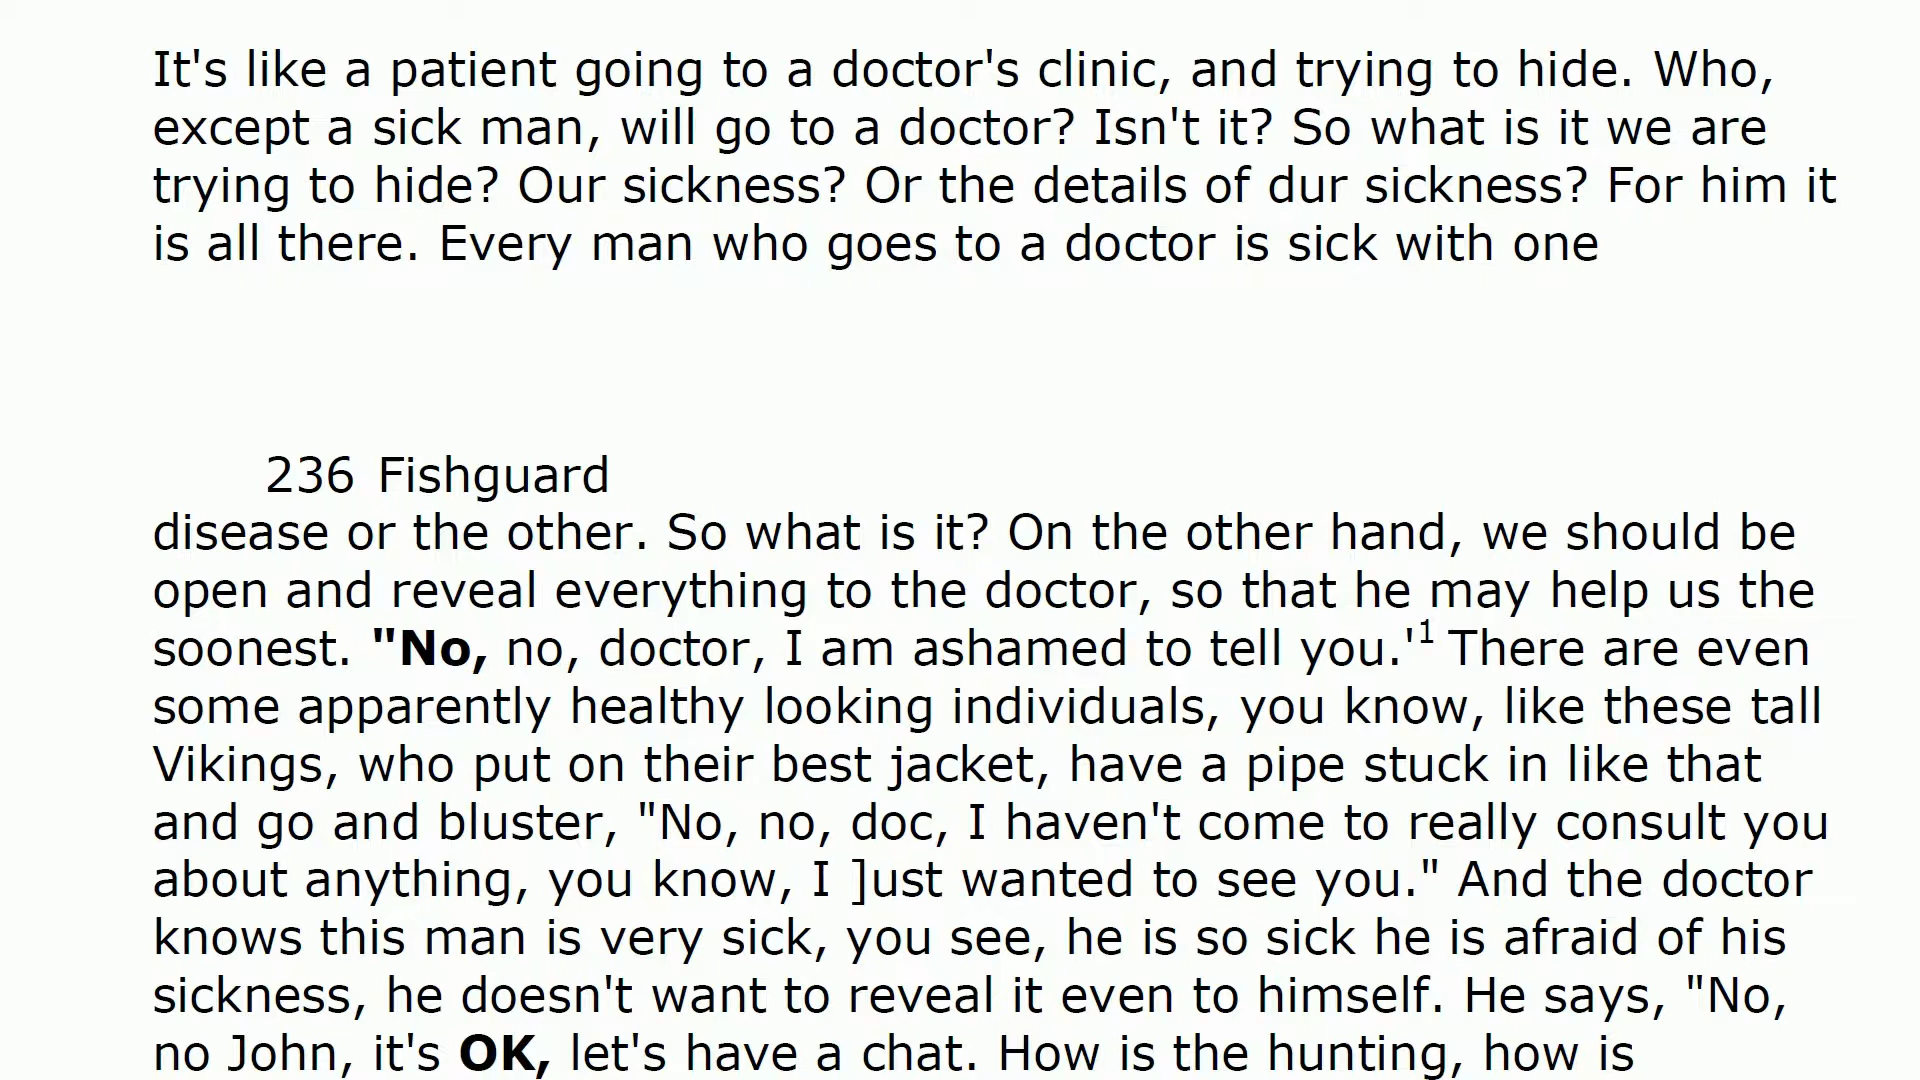 It's like a patient going to a doctor's clinic, and trying to hide. Who,
except a sick man, will go to a doctor? Isn't it? So what is it we are
trying to hide? Our sickness? Or the details of dur sickness? For him it
is all there. Every man who goes to a doctor is sick with one
236 Fishguard
disease or the other. So what is it? On the other hand, we should be
open and reveal everything to the doctor, so that he may help us the
soonest. "No, no, doctor, I am ashamed to tell you.'¹ There are even
some apparently healthy looking individuals, you know, like these tall
Vikings, who put on their best jacket, have a pipe stuck in like that
and go and bluster, "No, no, doc, I haven't come to really consult you
about anything, you know, I ]ust wanted to see you." And the doctor
knows this man is very sick, you see, he is so sick he is afraid of his
sickness, he doesn't want to reveal it even to himself. He says, "No,
no John, it's OK, let's have a chat. How is the hunting, how is